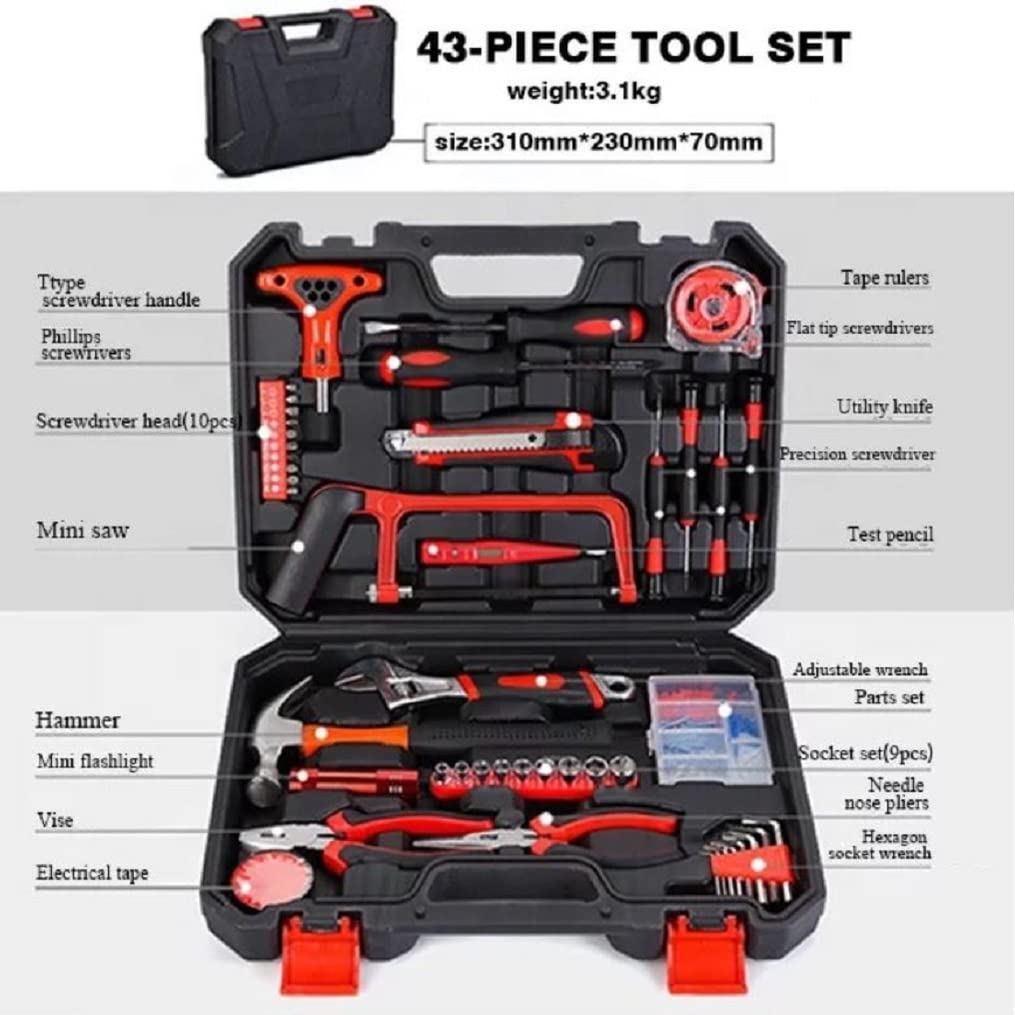 43-PIECE TOOL SET
weight:3.1kg
size:310mm*230mm*70mm
Ttype
screwdriver handle
Phillips
screwrivers
Screwdriver head(10pcs)
Mini saw
Tape rulers
Flat tip screwdrivers
Utility knife
Precision screwdriver
Test pencil
Hammer
Mini flashlight
Vise
Electrical tape
Adjustable wrench
Parts set
Socket set(9pcs)
Needle
nose pliers
Hexagon
socket wrench